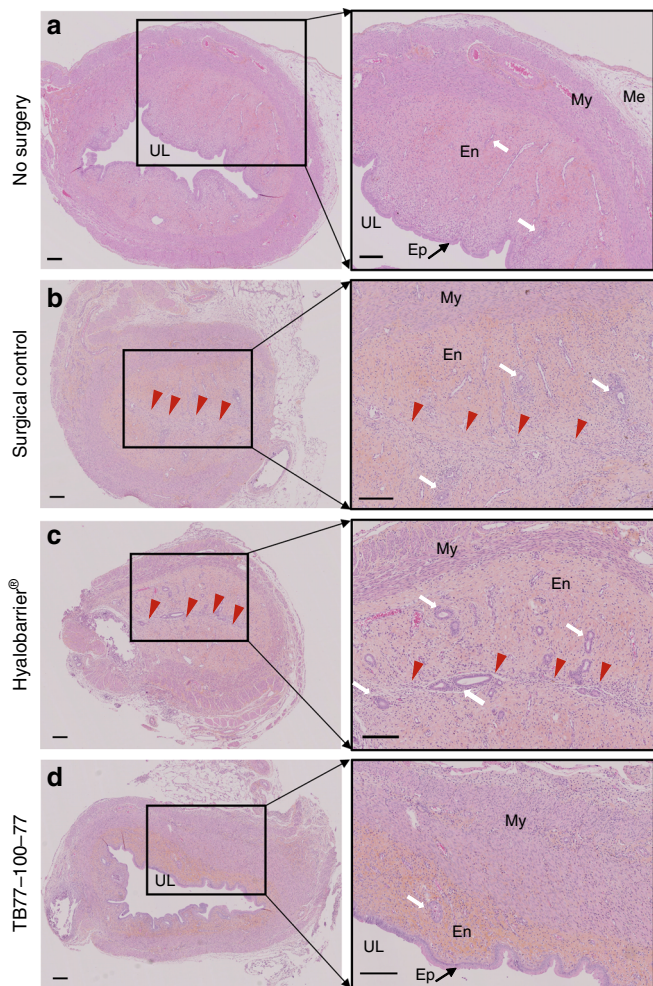 a
No surgery
UL
My
Me
En
UL
Ep
b
Surgical control
My
En
c
Hyalobarrier®
My
En
d
TB77–100–77
UL
My
En
UL
Ep